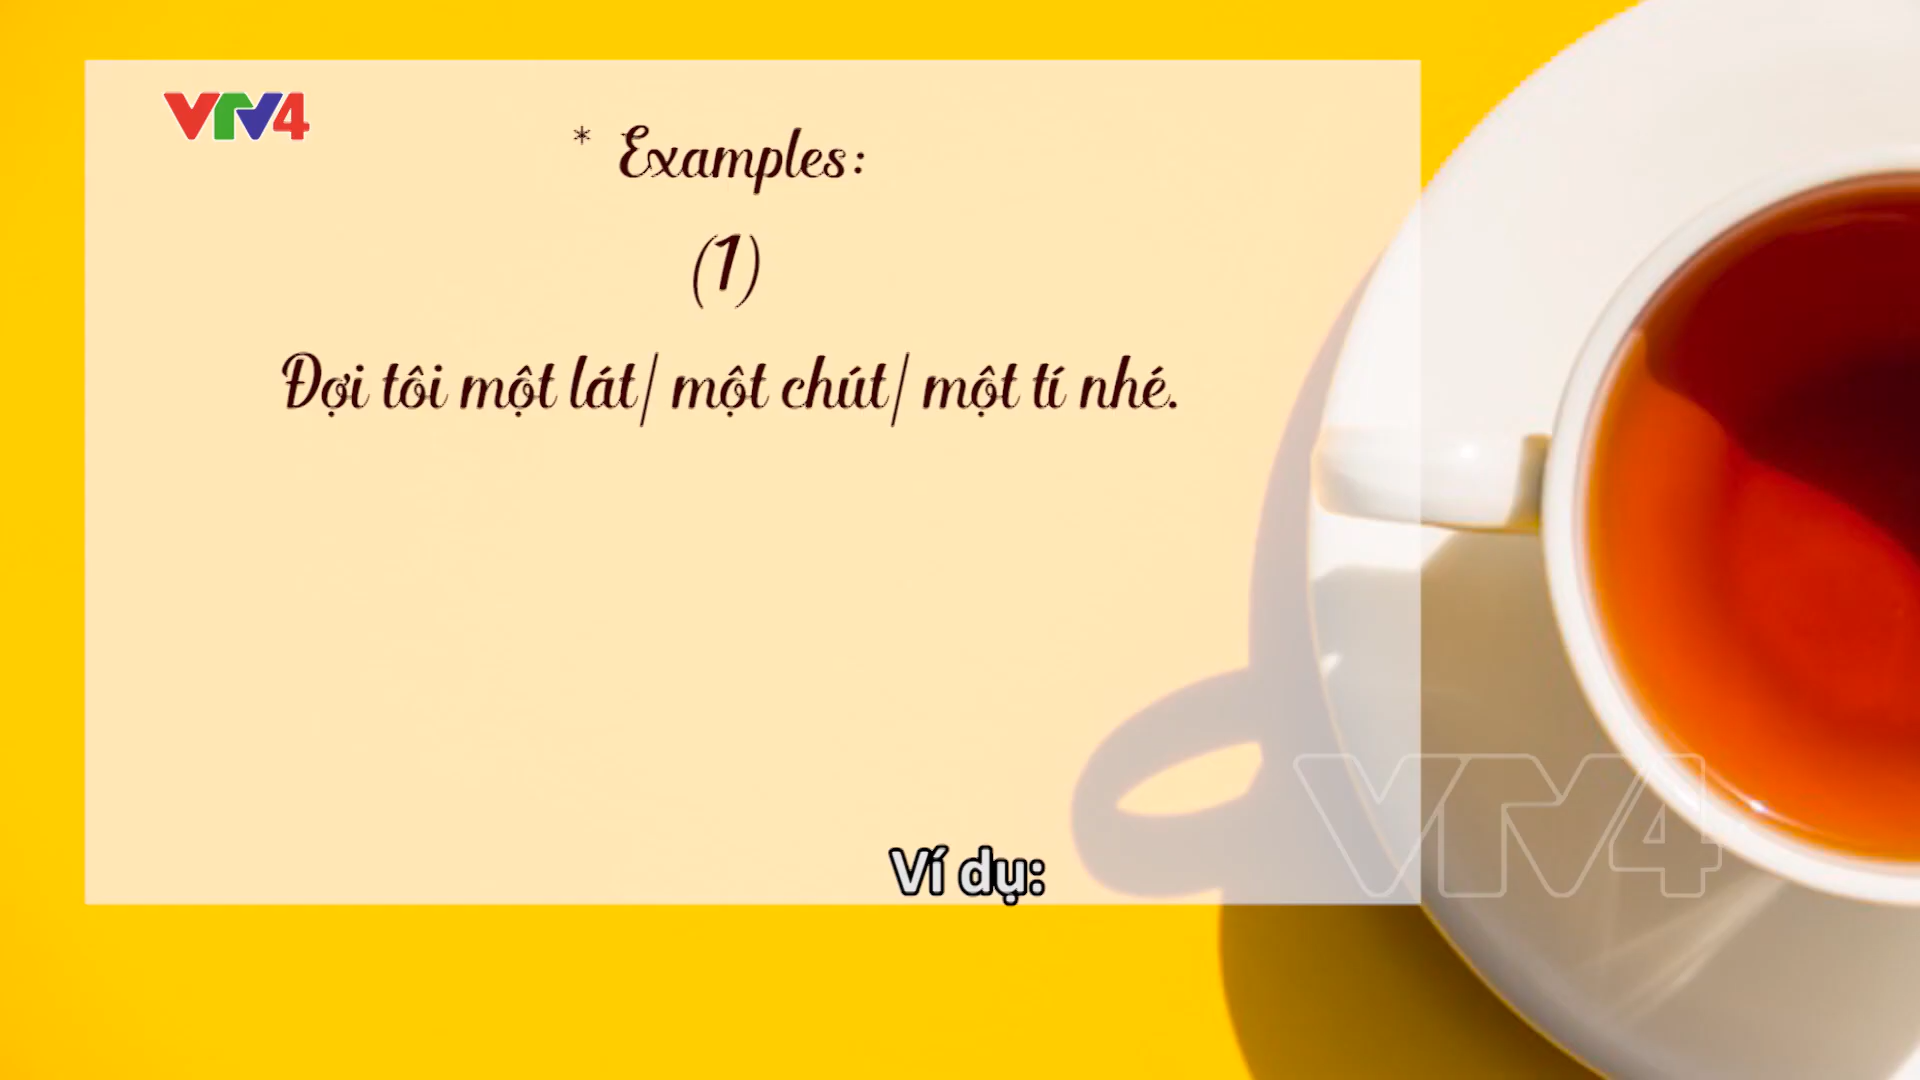 VTV4
* Examples:
(1)
Đợi tôi một lát/ một chút/ một tí nhé.
VTV4
Ví dụ: